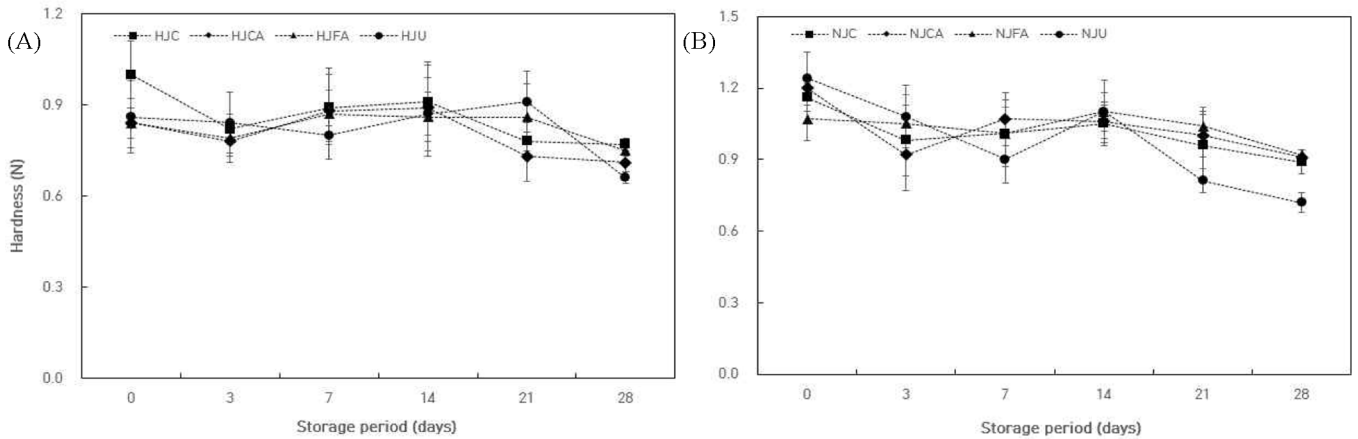 (A)
HJC HJCA HJFA HJU
Hardness (N)
1.2
0.9
0.6
0.3
0.0
0 3 7 14 21 28
Storage period (days)
(B)
NJC NJCA NJFA NJU
1.5
1.2
0.9
0.6
0.3
0.0
0 3 7 14 21 28
Storage period (days)